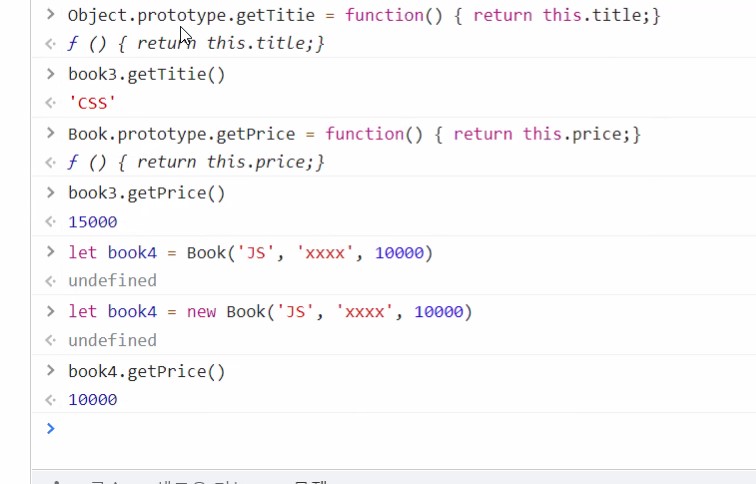 > Object.prototype.getTitie = function() { return this.title;}
<· ƒ () { return this.title;}
> book3.getTitie()
<· 'CSS'
> Book.prototype.getPrice = function() { return this.price;}
<· ƒ () { return this.price;}
> book3.getPrice()
<· 15000
> let book4 = Book('JS', 'xxxx', 10000)
<· undefined
> let book4 = new Book('JS', 'xxxx', 10000)
<· undefined
> book4.getPrice()
<· 10000
>